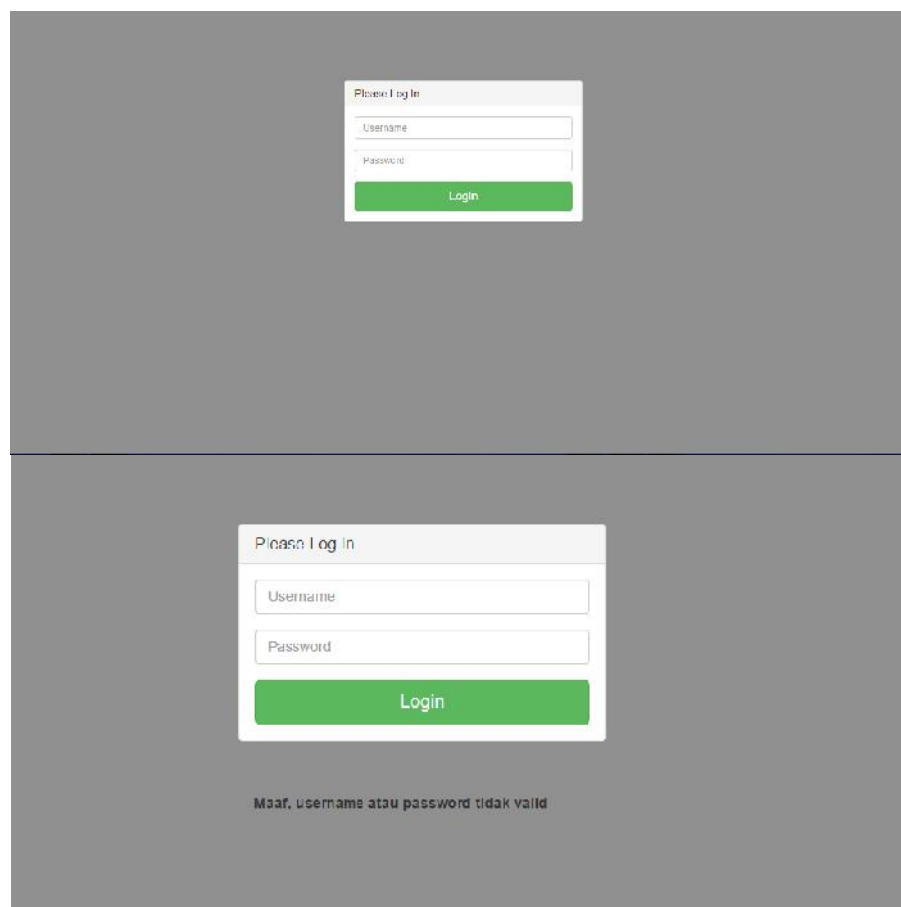 Please Log In
Username
Password
Login
Please Log In
Username
Password
Login
Maaf, username atau password tidak valid